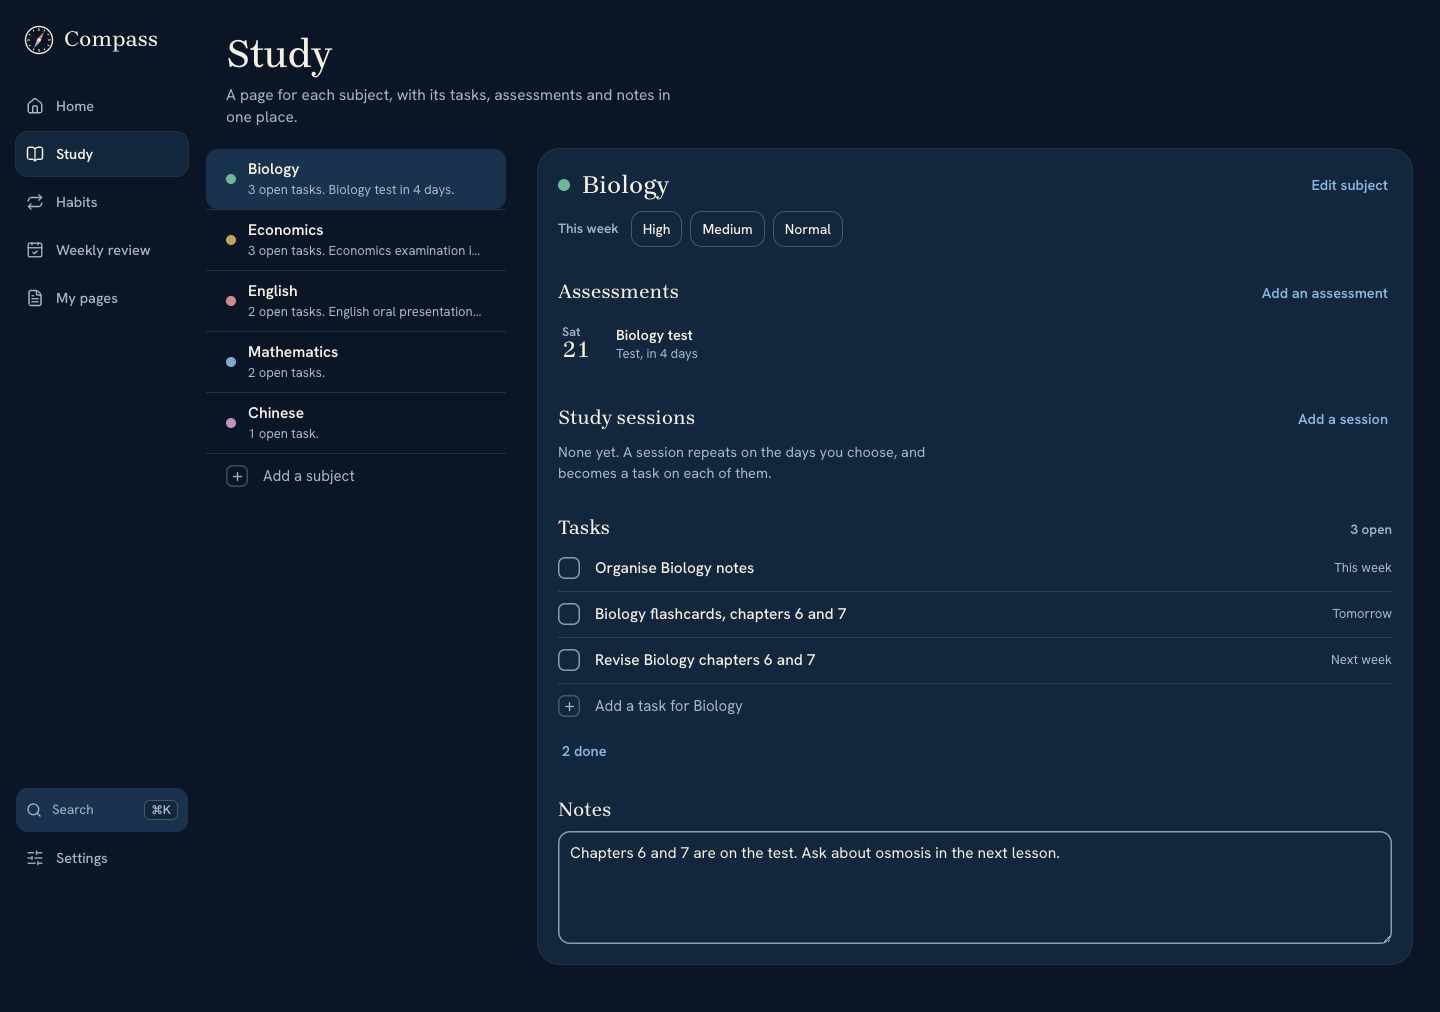 Compass
Home
Study
Habits
Weekly review
My pages
Search
⌘K
Settings
Study
A page for each subject, with its tasks, assessments and notes in
one place.
Biology
3 open tasks. Biology test in 4 days.
Economics
3 open tasks. Economics examination i...
English
2 open tasks. English oral presentation...
Mathematics
2 open tasks.
Chinese
1 open task.
Add a subject
Biology
Edit subject
This week
High
Medium
Normal
Assessments
Add an assessment
Sat
21
Biology test
Test, in 4 days
Study sessions
Add a session
None yet. A session repeats on the days you choose, and
becomes a task on each of them.
Tasks
3 open
Organise Biology notes
This week
Biology flashcards, chapters 6 and 7
Tomorrow
Revise Biology chapters 6 and 7
Next week
Add a task for Biology
2 done
Notes
Chapters 6 and 7 are on the test. Ask about osmosis in the next lesson.